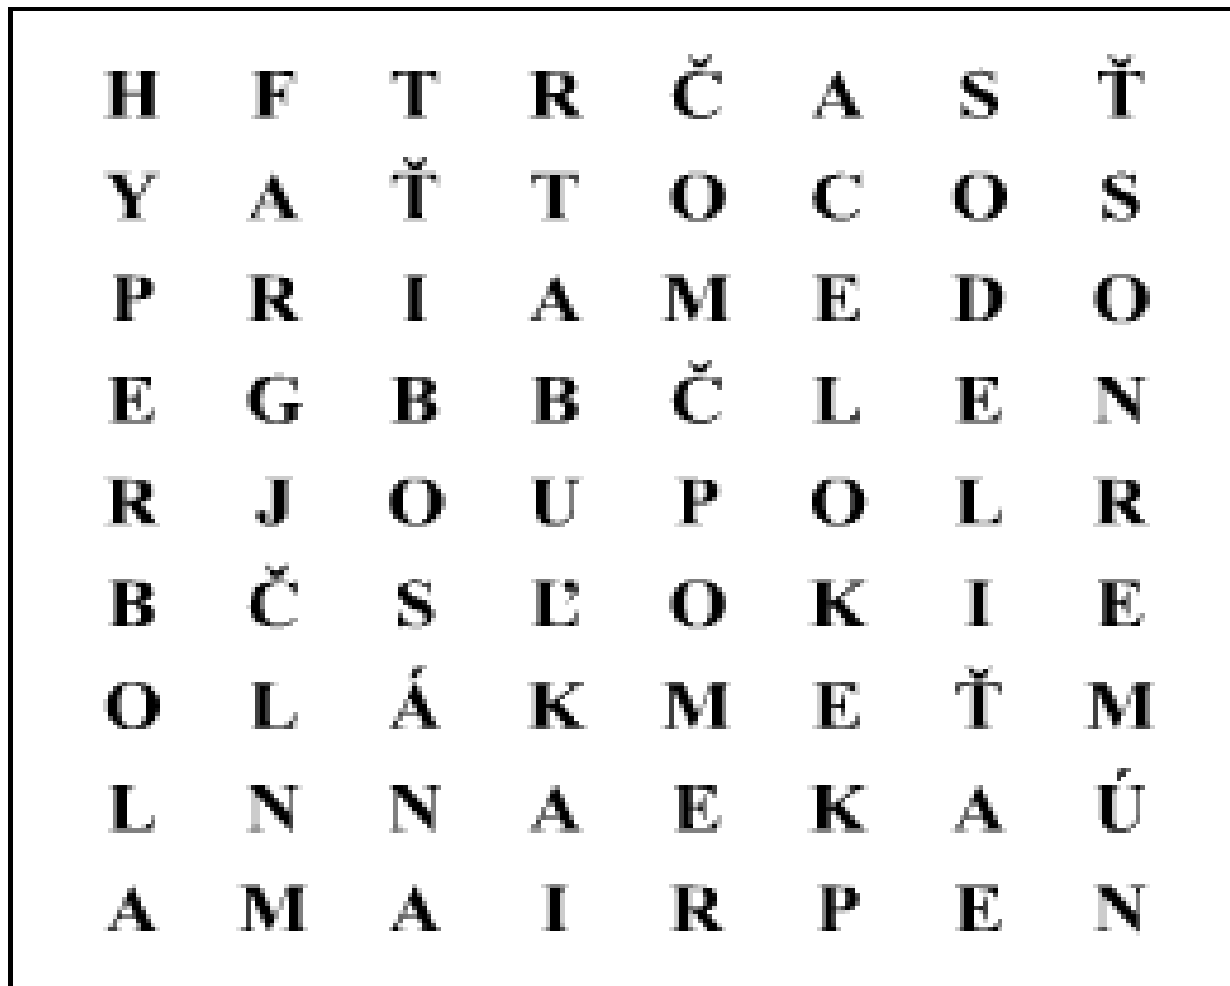 H F T R Č A S Ť
Y A Ť T O C O S
P R I A M E D O
E G B B Č L E N
R J O U P O L R
B Č S Ľ O K I E
O L Á K M E Ť M
L N N A E K A Ú
A M A I R P E N